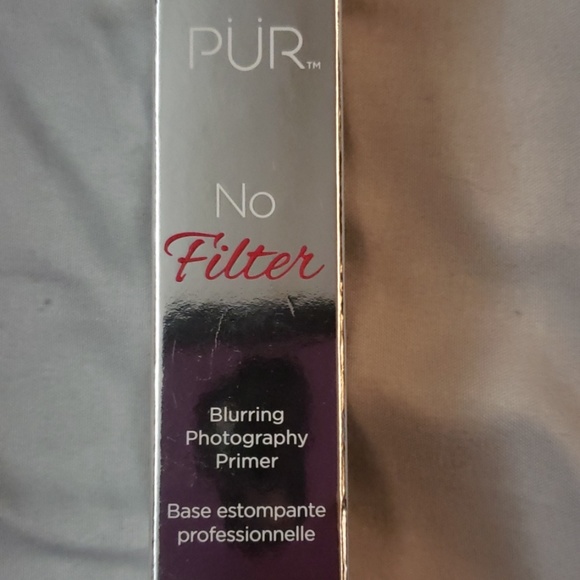 PÜR™
No
Filter
Blurring
Photography
Primer
Base estompante
professionnelle